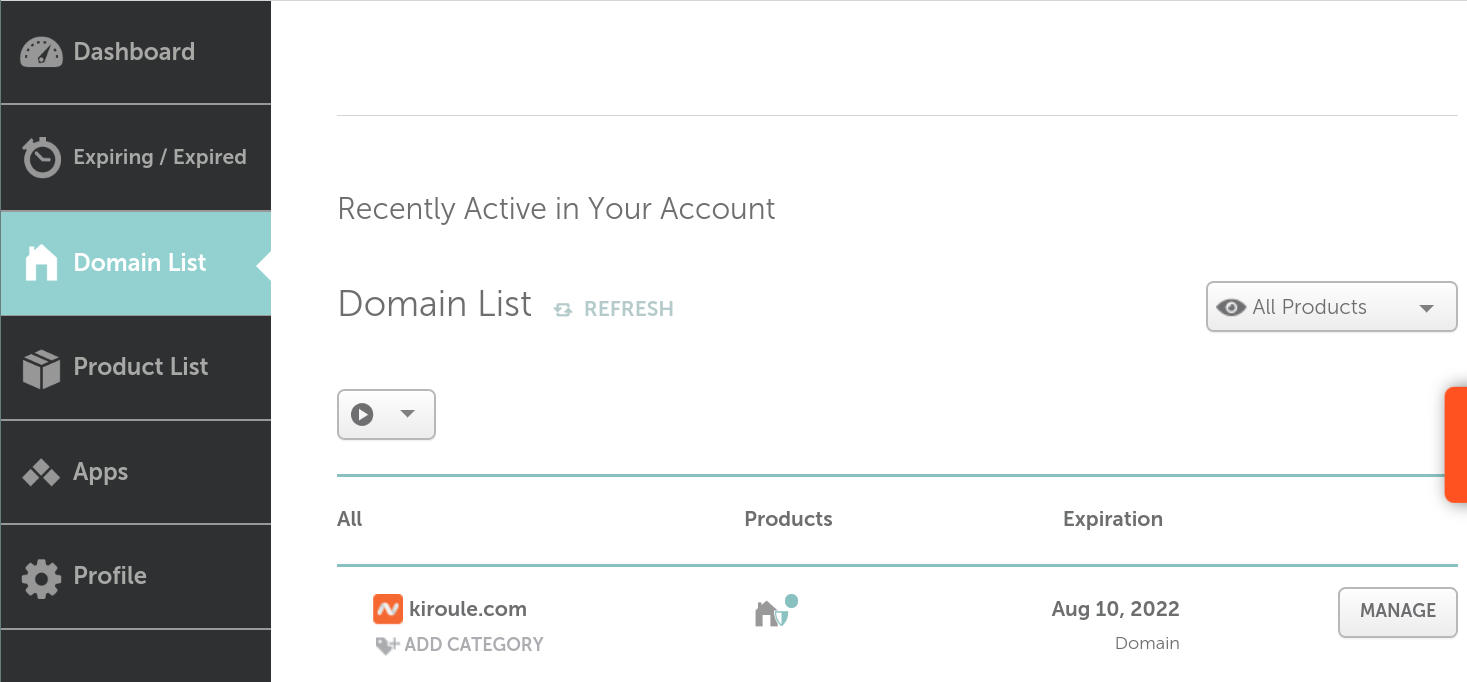 Dashboard
Expiring / Expired
Domain List
Product List
Apps
Profile
Recently Active in Your Account
Domain List REFRESH
All Products
All Products Expiration
kiroule.com Aug 10, 2022 MANAGE
ADD CATEGORY Domain